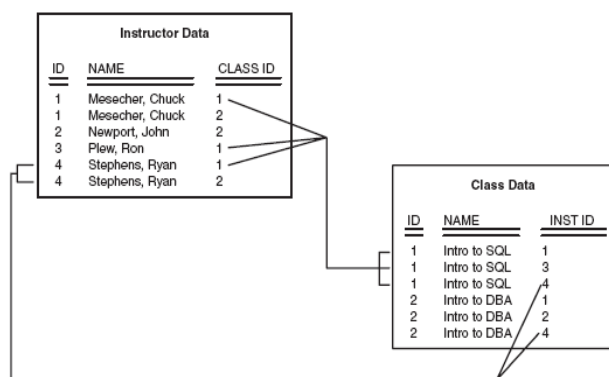 Instructor Data
ID NAME CLASS ID
1 Mesecher, Chuck 1
1 Mesecher, Chuck 2
2 Newport, John 2
3 Plew, Ron 1
4 Stephens, Ryan 1
4 Stephens, Ryan 2
Class Data
ID NAME INST ID
1 Intro to SQL 1
1 Intro to SQL 3
1 Intro to SQL 4
2 Intro to DBA 1
2 Intro to DBA 2
2 Intro to DBA 4